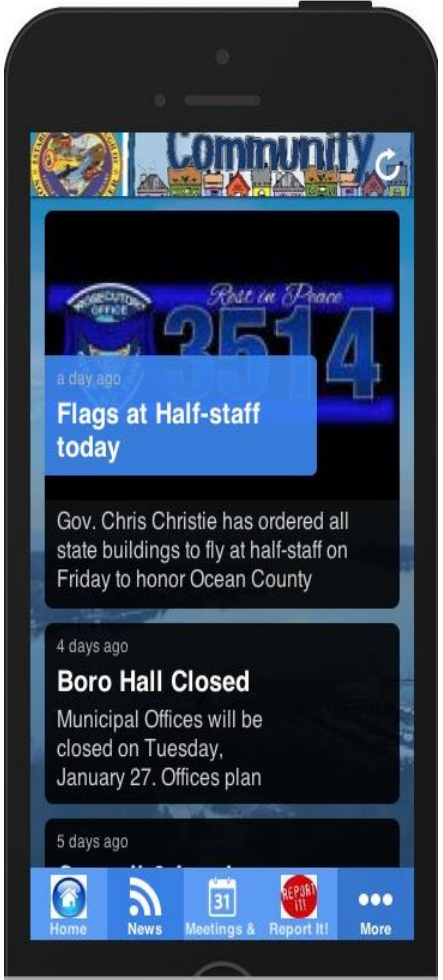 Community
Rest in Peace
PROSECUTOR'S
OFFICE
3514
a day ago
Flags at Half-staff
today
Gov. Chris Christie has ordered all
state buildings to fly at half-staff on
Friday to honor Ocean County
4 days ago
Boro Hall Closed
Municipal Offices will be
closed on Tuesday,
January 27. Offices plan
5 days ago
31
REPORT
IT!
Home
News
Meetings &
Report It!
More